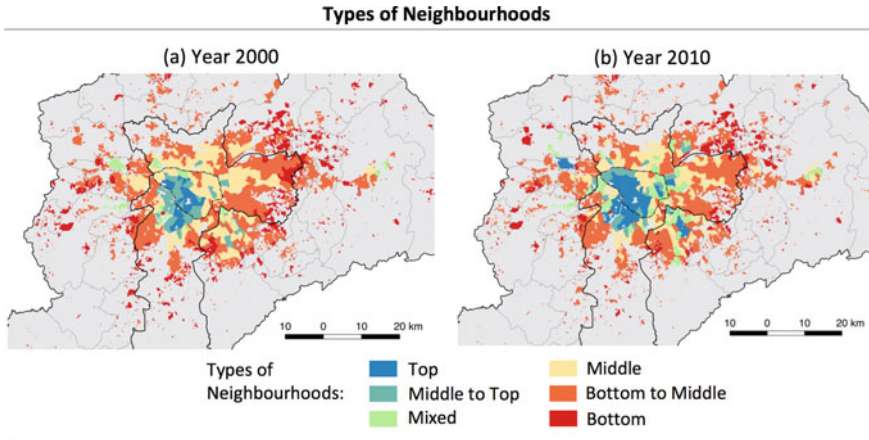 Types of Neighbourhoods
(a) Year 2000
(b) Year 2010
10 0 10 20 km
10 0 10 20 km
Types of
Neighbourhoods:
Top
Middle to Top
Mixed
Middle
Bottom to Middle
Bottom